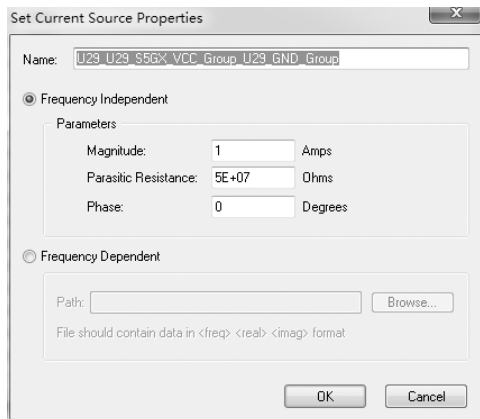 Set Current Source Properties
X
Name: U29_U29_S5GX_VCC_Group_U29_GND_Group
Frequency Independent
Parameters
Magnitude: 1 Amps
Parasitic Resistance: 5E+07 Ohms
Phase: 0 Degrees
Frequency Dependent
Path: Browse...
File should contain data in <freq> <real> <imag> format
OK Cancel